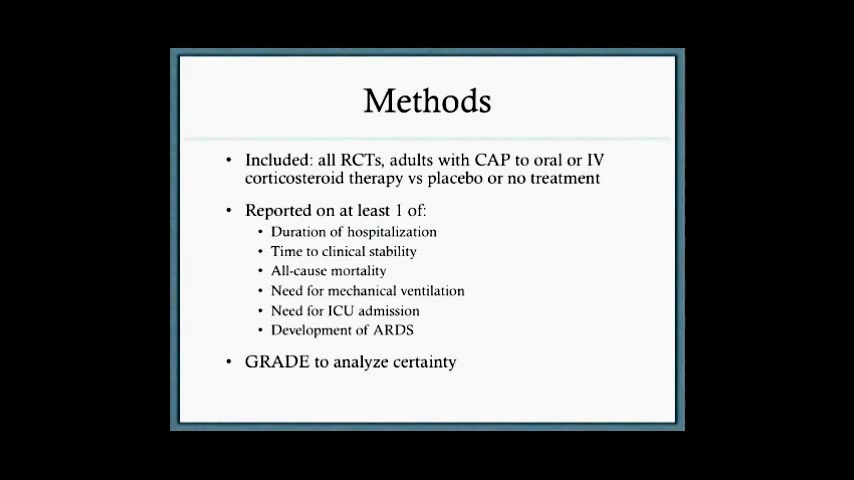 Methods
• Included: all RCTs, adults with CAP to oral or IV
corticosteroid therapy vs placebo or no treatment
• Reported on at least 1 of:
• Duration of hospitalization
• Time to clinical stability
• All-cause mortality
• Need for mechanical ventilation
• Need for ICU admission
• Development of ARDS
• GRADE to analyze certainty